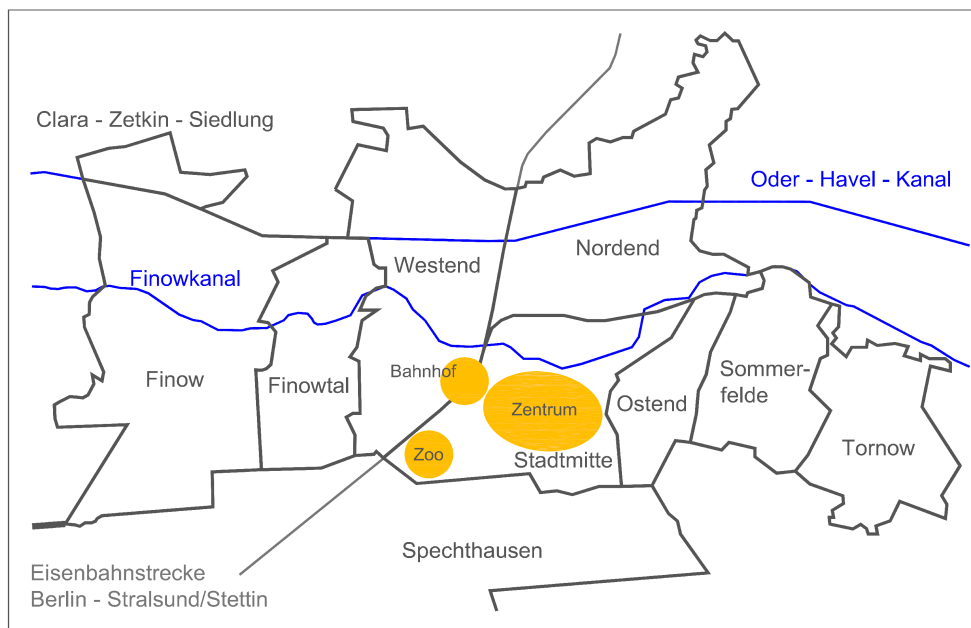 Clara - Zetkin - Siedlung
Oder - Havel - Kanal
Nordend
Westend
Finowkanal
Bahnhof
Sommer-
felde
Finow
Finowtal
Ostend
Zentrum
Tornow
Zoo
Stadtmitte
Spechthausen
Eisenbahnstrecke
Berlin - Stralsund/Stettin